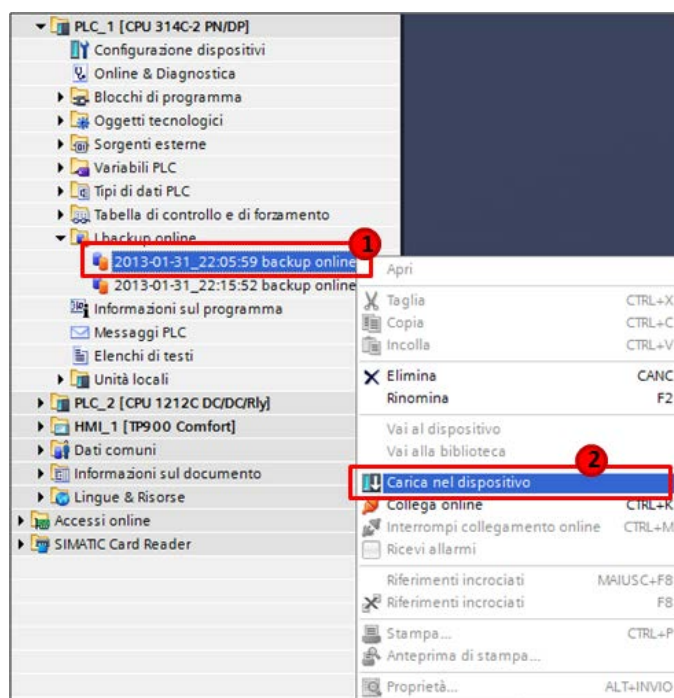 PLC_1 [CPU 314C-2 PN/DP]
Configurazione dispositivi
Online & Diagnostica
Blocchi di programma
Oggetti tecnologici
Sorgenti esterne
Variabili PLC
Tipi di dati PLC
Tabella di controllo e di forzamento
I backup online
1
2013-01-31_22:05:59 backup online
2013-01-31_22:15:52 backup online
Informazioni sul programma
Messaggi PLC
Elenchi di testi
Unità locali
PLC_2 [CPU 1212C DC/DC/Rly]
HMI_1 [TP900 Comfort]
Dati comuni
Informazioni sul documento
Lingue & Risorse
Accessi online
SIMATIC Card Reader
Apri
Taglia CTRL+X
Copia CTRL+C
Incolla CTRL+V
Elimina CANC
Rinomina F2
Vai al dispositivo
Vai alla biblioteca
2
Carica nel dispositivo
Collega online CTRL+K
Interrompi collegamento online CTRL+M
Ricevi allarmi
Riferimenti incrociati MAIUSC+F8
Riferimenti incrociati F8
Stampa... CTRL+P
Anteprima di stampa...
Proprietà... ALT+INVIO